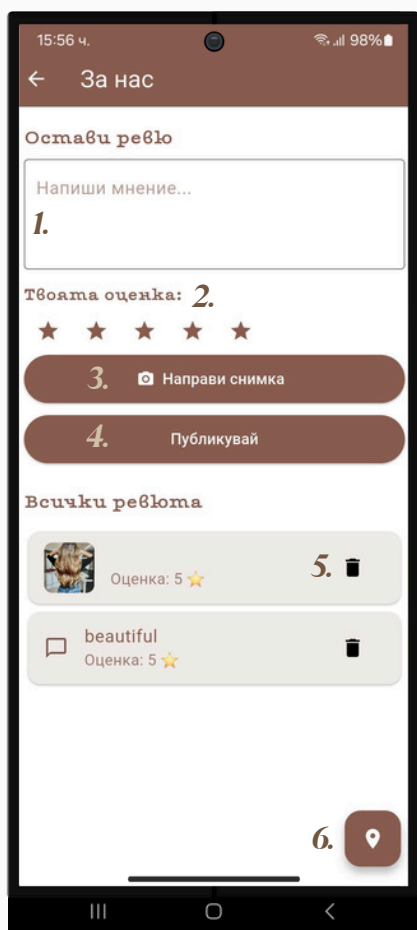 15:56 ч. 98%
За нас
Остави ревю
Напиши мнение...
1.
Твоята оценка: 2.
3. Направи снимка
4. Публикувай
Всички ревюта
Оценка: 5 5.
beautiful
Оценка: 5
6.